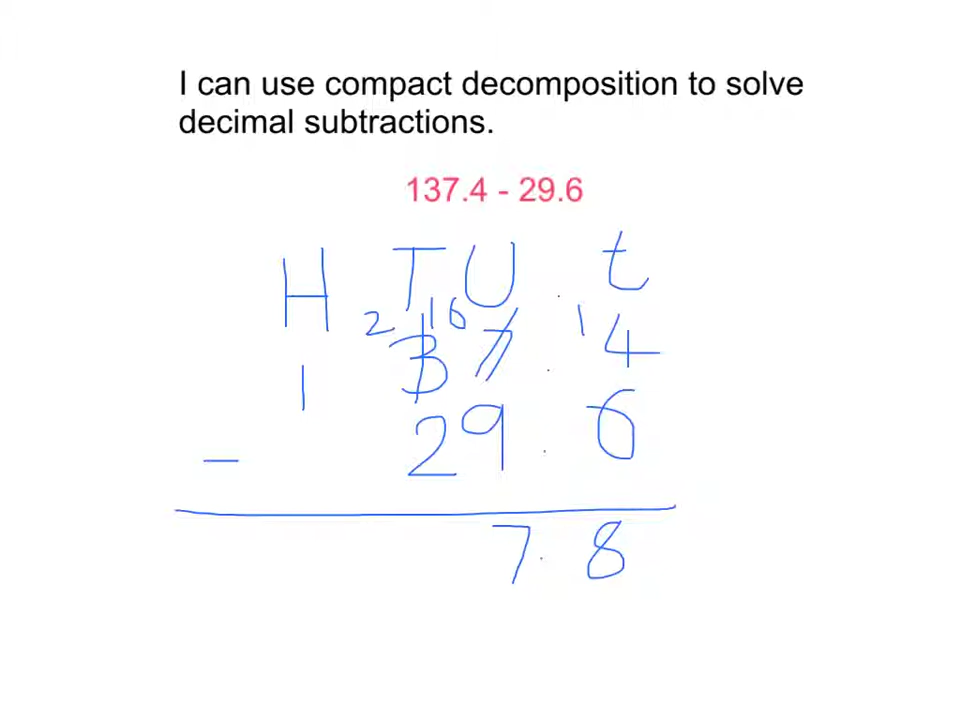 I can use compact decomposition to solve
decimal subtractions.
137.4 - 29.6
H T U . t
2 16 1
1 3 7 . 4
- 29.6
7.8